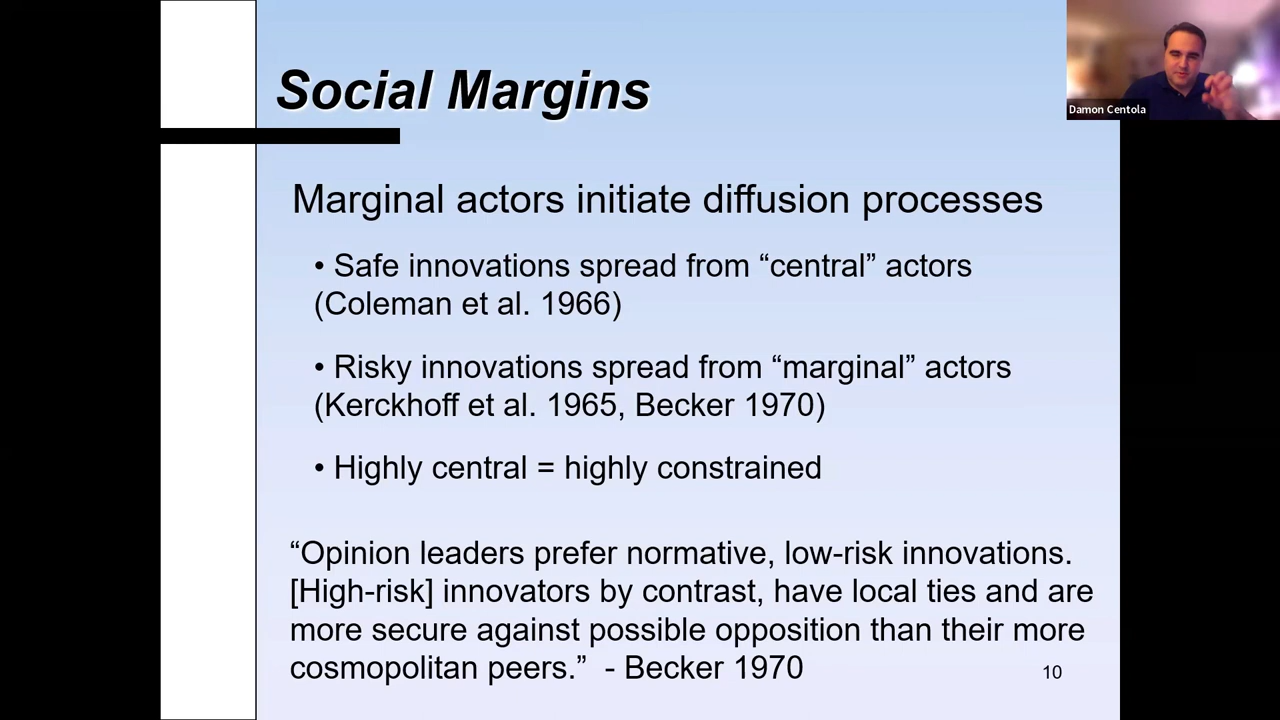 Social Margins
Damon Centola
Marginal actors initiate diffusion processes
• Safe innovations spread from “central” actors
(Coleman et al. 1966)
• Risky innovations spread from “marginal” actors
(Kerckhoff et al. 1965, Becker 1970)
• Highly central = highly constrained
“Opinion leaders prefer normative, low-risk innovations.
[High-risk] innovators by contrast, have local ties and are
more secure against possible opposition than their more
cosmopolitan peers.” - Becker 1970
10